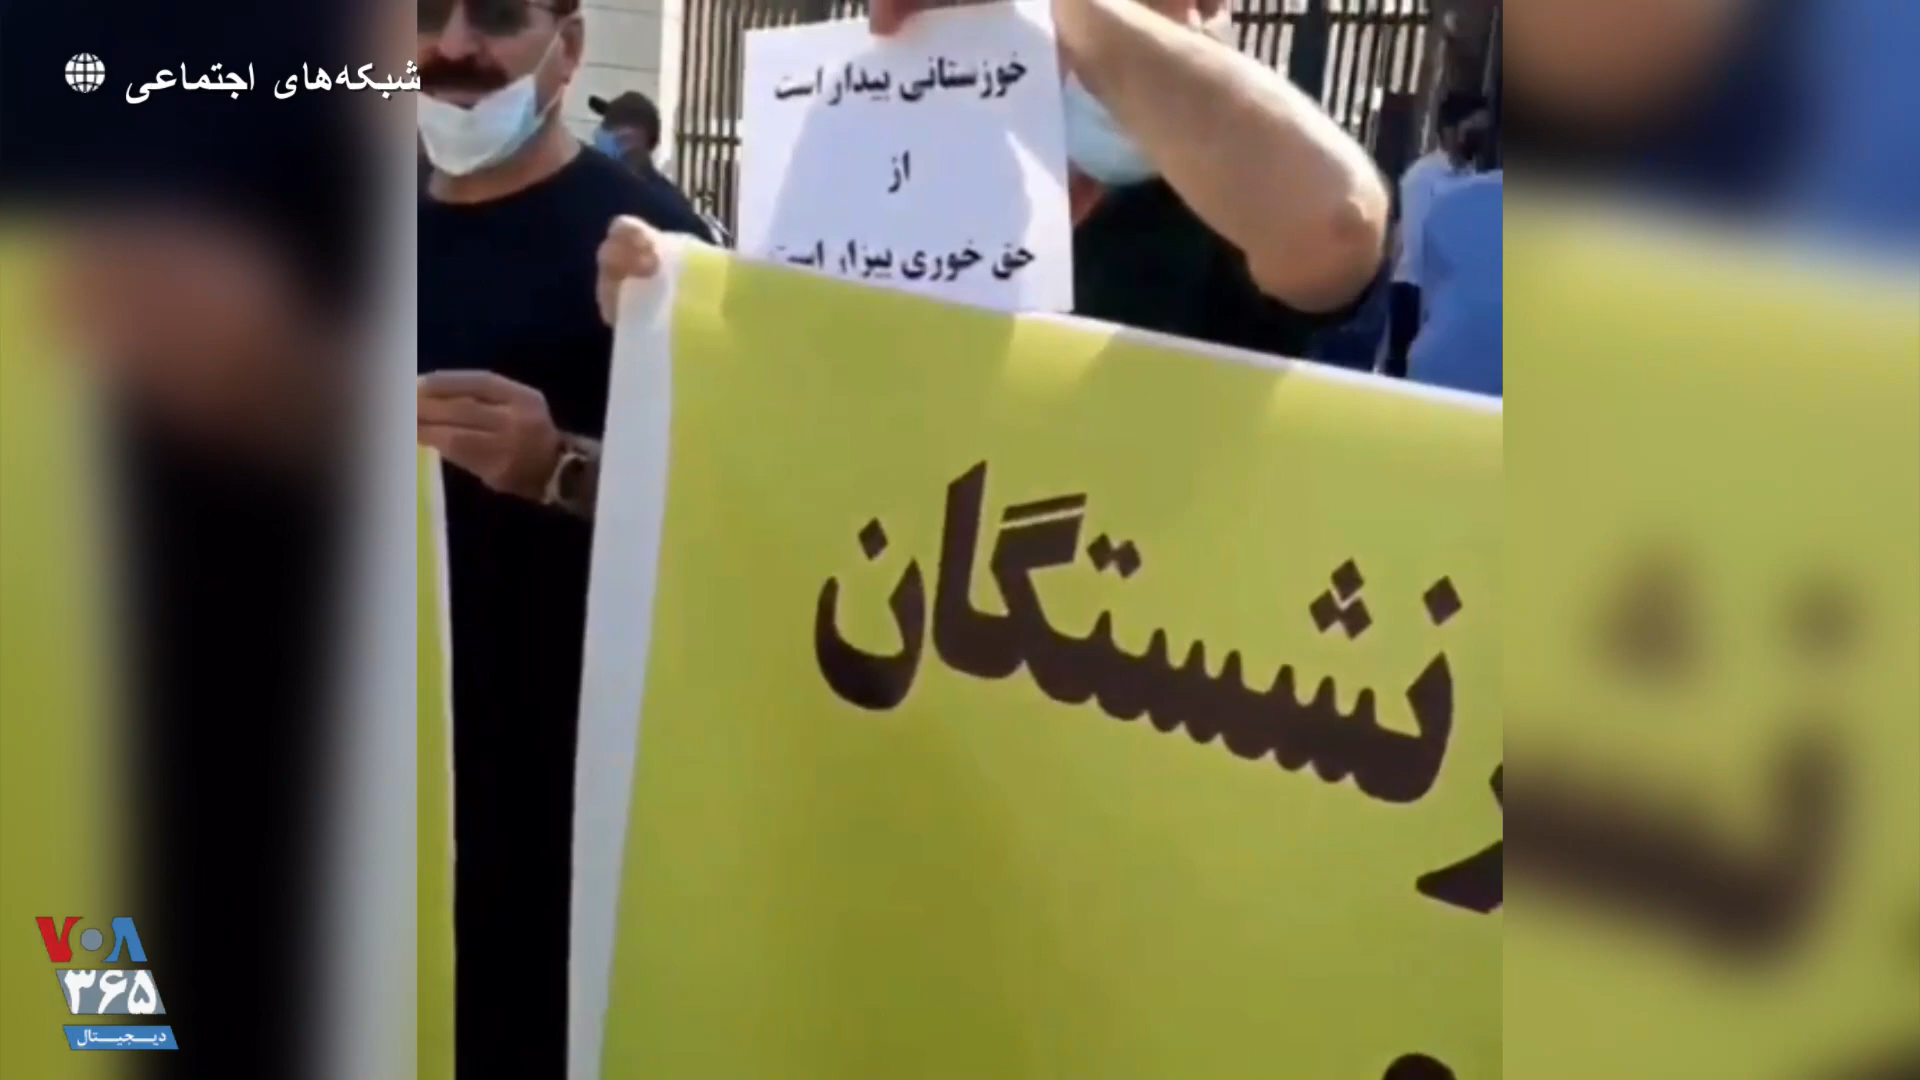 شبکه‌های اجتماعی
خوزستانی بیدار است
از
حق خوری بیزار است
نشستگان
VOA
۳۶۵
دیجیتال